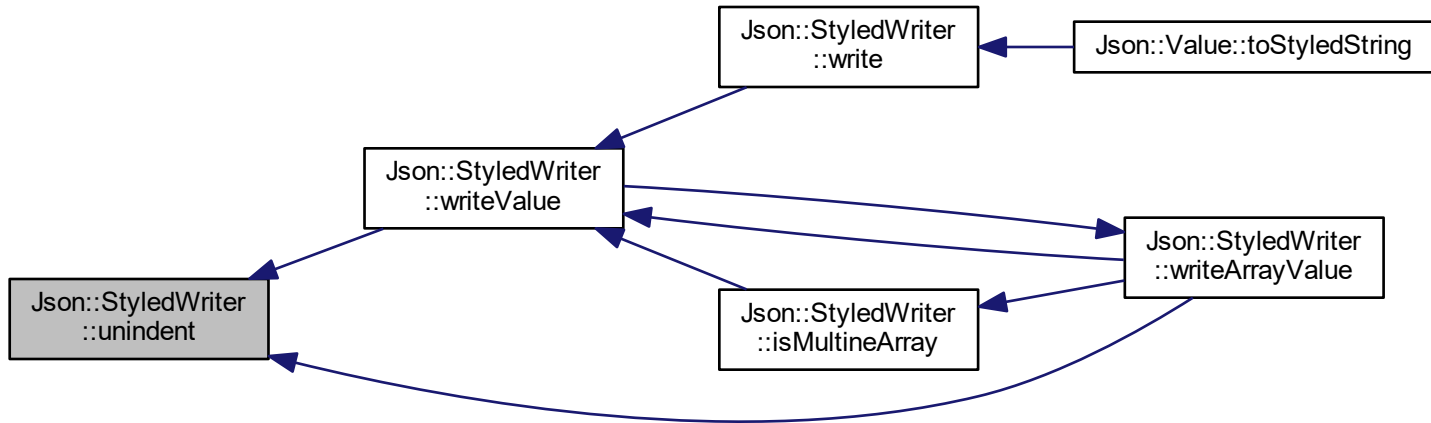 Json::StyledWriter
::write
Json::Value::toStyledString
Json::StyledWriter
::writeValue
Json::StyledWriter
::writeArrayValue
Json::StyledWriter
::unindent
Json::StyledWriter
::isMultineArray